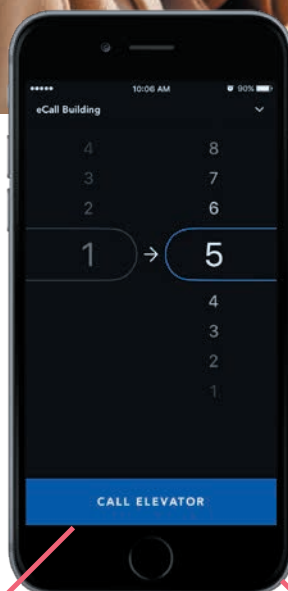 10:06 AM 90%
eCall Building
4 8
3 7
2 6
1 → 5
4
3
2
1
CALL ELEVATOR